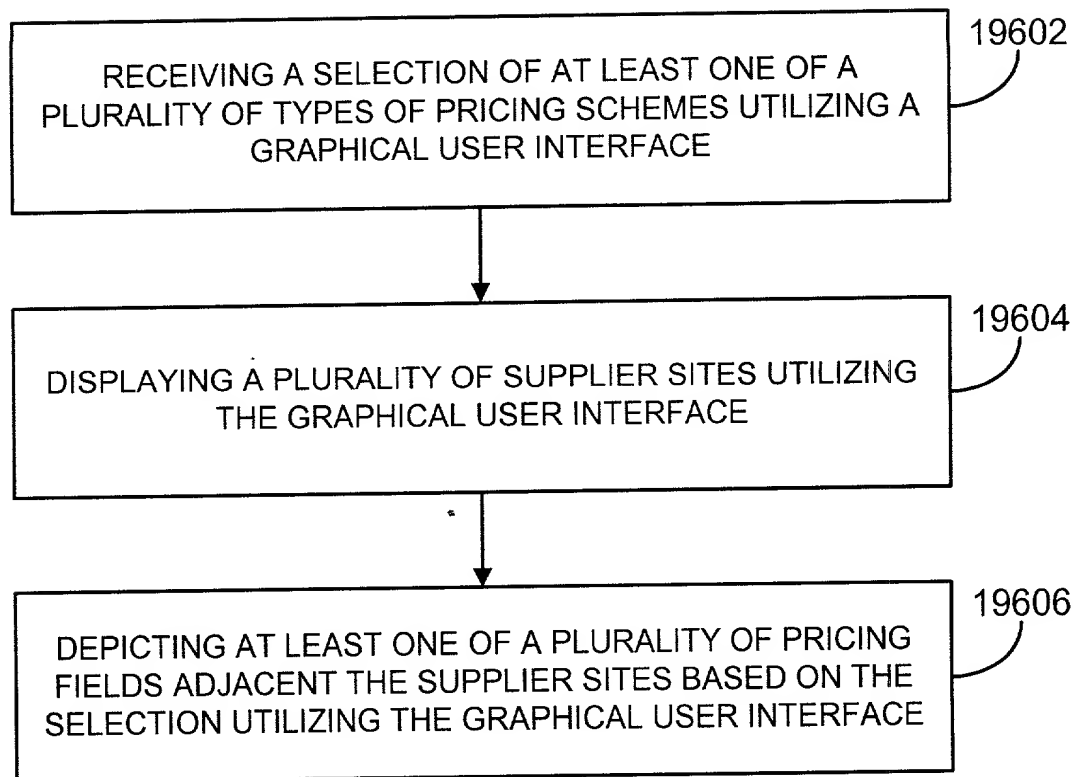 19602
RECEIVING A SELECTION OF AT LEAST ONE OF A
PLURALITY OF TYPES OF PRICING SCHEMES UTILIZING A
GRAPHICAL USER INTERFACE
19604
DISPLAYING A PLURALITY OF SUPPLIER SITES UTILIZING
THE GRAPHICAL USER INTERFACE
19606
DEPICTING AT LEAST ONE OF A PLURALITY OF PRICING
FIELDS ADJACENT THE SUPPLIER SITES BASED ON THE
SELECTION UTILIZING THE GRAPHICAL USER INTERFACE